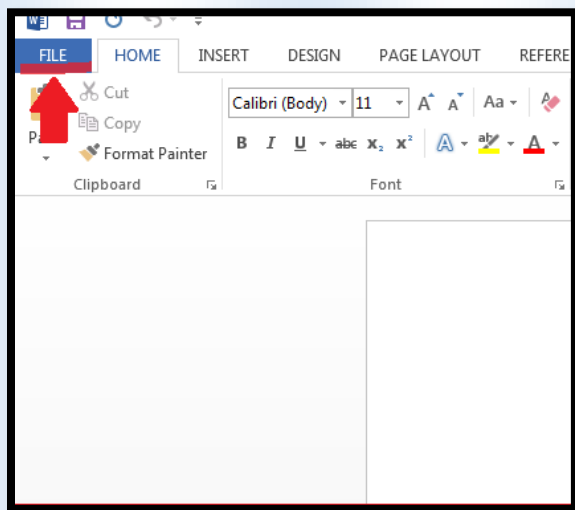 FILE HOME INSERT DESIGN PAGE LAYOUT REFERE
Cut
Calibri (Body) 11 A A Aa
Copy
Format Painter
B I U abc X₂ X² A ab A
Clipboard Font